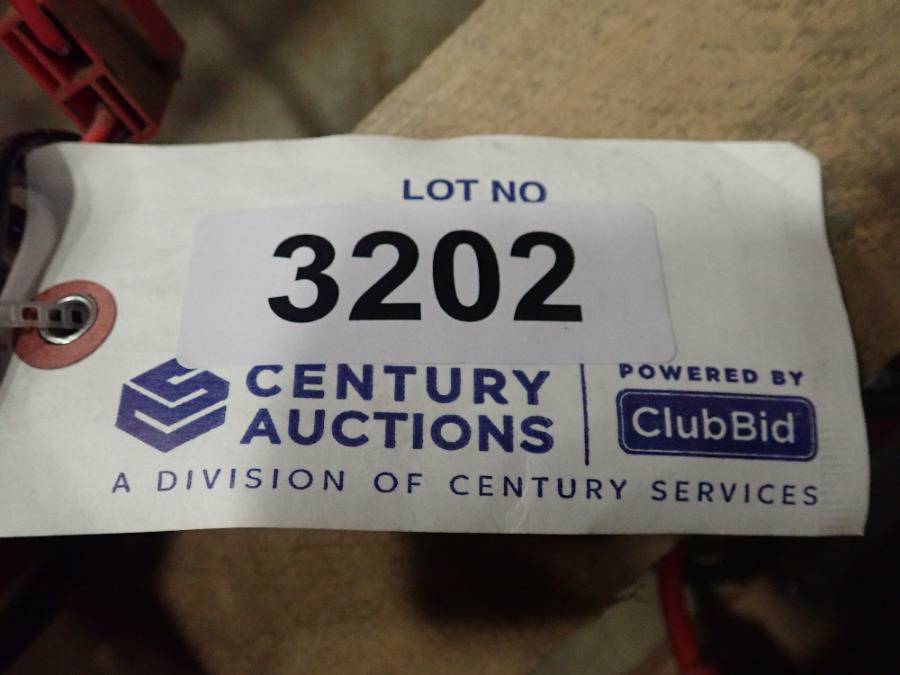 LOT NO
3202
CENTURY
AUCTIONS
POWERED BY
ClubBid
A DIVISION OF CENTURY SERVICES